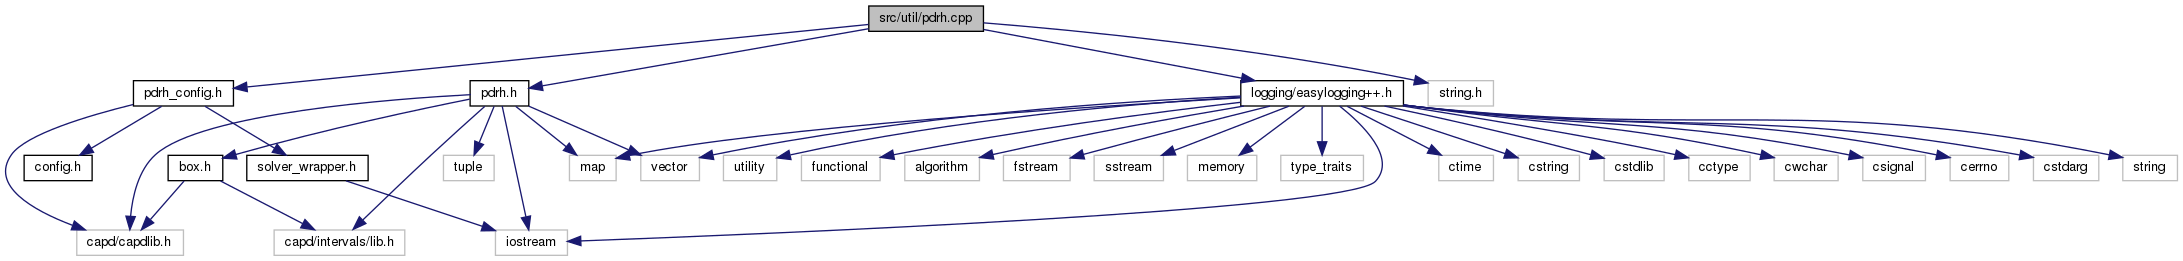 src/util/pdrh.cpp
pdrh_config.h
pdrh.h
logging/easylogging++.h
string.h
config.h
box.h
solver_wrapper.h
tuple
map
vector
utility
functional
algorithm
fstream
sstream
memory
type_traits
ctime
cstring
cstdlib
cctype
cwchar
csignal
cerrno
cstdarg
string
capd/capdlib.h
capd/intervals/lib.h
iostream